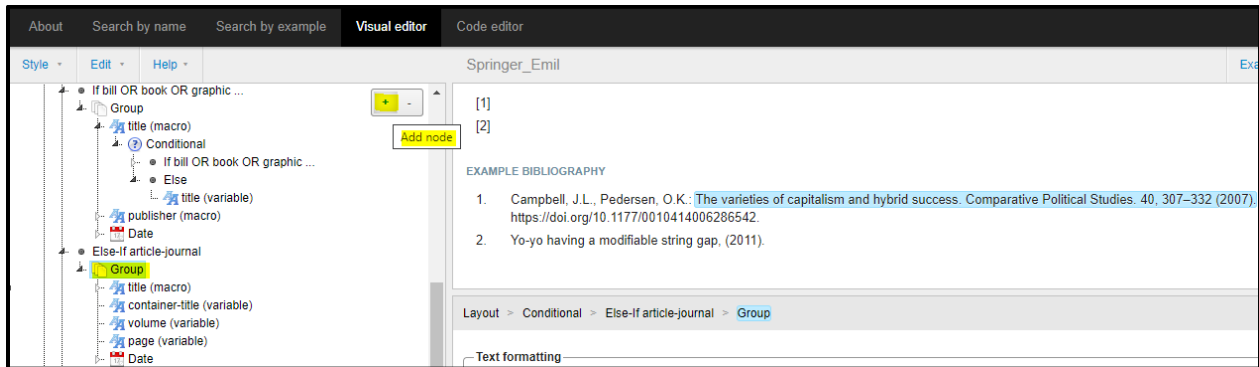 About Search by name Search by example Visual editor Code editor
Style Edit Help Springer_Emil
If bill OR book OR graphic ...
Group
title (macro)
Conditional
If bill OR book OR graphic ...
Else
title (variable)
publisher (macro)
Date
Else-If article-journal
Group
title (macro)
container-title (variable)
volume (variable)
page (variable)
Date
+ -
Add node
[1]
[2]
EXAMPLE BIBLIOGRAPHY
1. Campbell, J.L., Pedersen, O.K.: The varieties of capitalism and hybrid success. Comparative Political Studies. 40, 307–332 (2007).
https://doi.org/10.1177/0010414006286542.
2. Yo-yo having a modifiable string gap, (2011).
Layout > Conditional > Else-If article-journal > Group
Text formatting